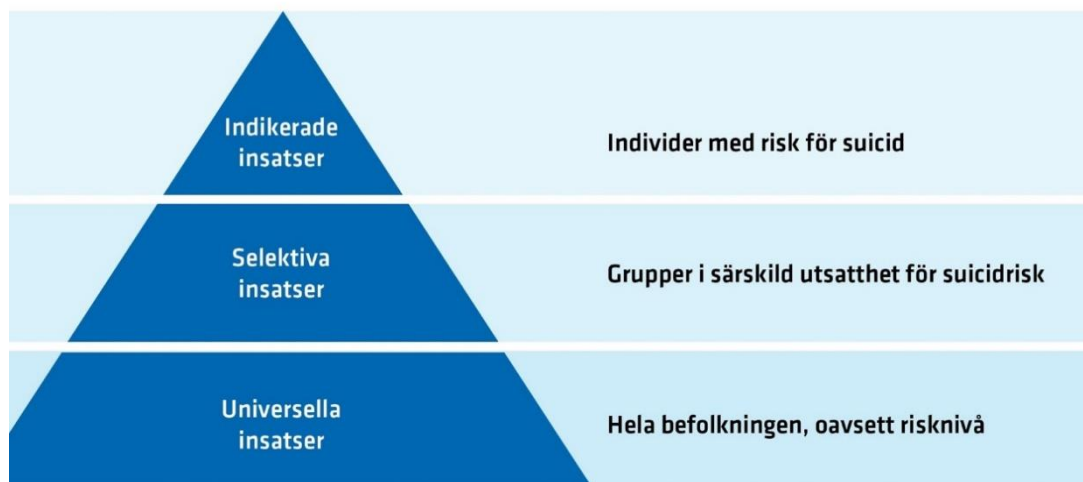 Indikerade
insatser
Individer med risk för suicid
Selektiva
insatser
Grupper i särskild utsatthet för suicidrisk
Universella
insatser
Hela befolkningen, oavsett risknivå